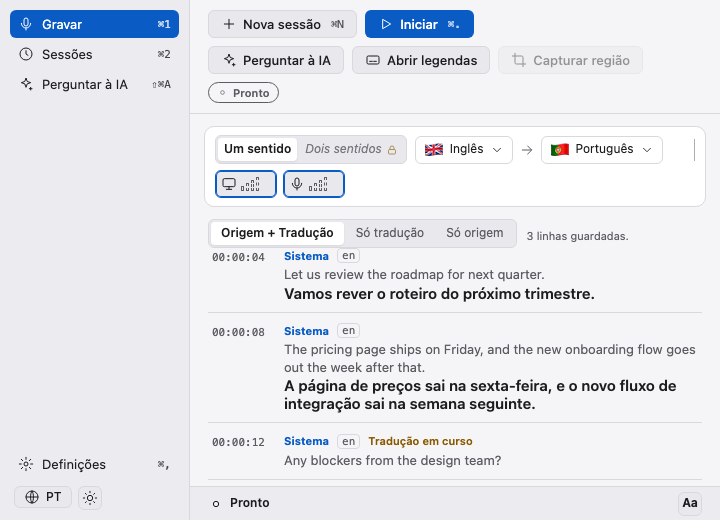 Gravar ⌘1
Sessões ⌘2
Perguntar à IA ⇧⌘A
Definições ⌘,
PT
Nova sessão ⌘N
Iniciar ⌘.
Perguntar à IA
Abrir legendas
Capturar região
Pronto
Um sentido
Dois sentidos
Inglês
Português
Origem + Tradução
Só tradução
Só origem
3 linhas guardadas.
00:00:04 Sistema en
Let us review the roadmap for next quarter.
Vamos rever o roteiro do próximo trimestre.
00:00:08 Sistema en
The pricing page ships on Friday, and the new onboarding flow goes
out the week after that.
A página de preços sai na sexta-feira, e o novo fluxo de
integração sai na semana seguinte.
00:00:12 Sistema en Tradução em curso
Any blockers from the design team?
Pronto
Aa